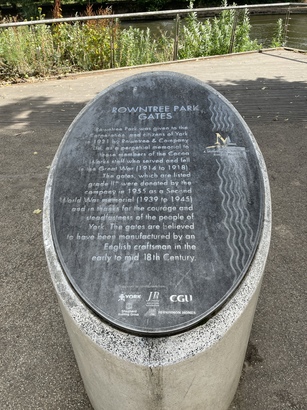 ROWNTREE PARK
GATES
Rowntree Park was given to the
Corporation and citizens of York
in 1921 by Rowntree & Company
Ltd. as a perpetual memorial to
those members of the Cocoa
Works staff who served and fell
in the Great War (1914 to 1918).
The gates, which are listed
grade II* were donated by the
company in 1955 as a Second
World War memorial (1939 to 1945)
and in thanks for the courage and
steadfastness of the people of
York. The gates are believed
to have been manufactured by an
English craftsman in the
early to mid 18th Century.
YORK
JR
CGU